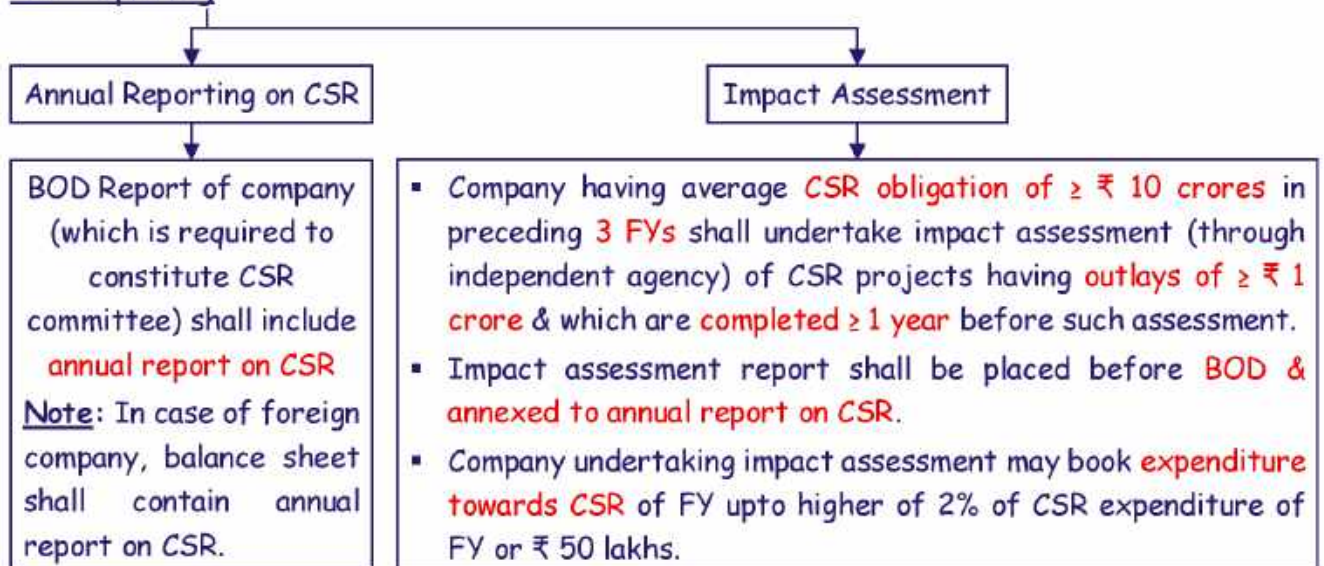 Annual Reporting on CSR
BOD Report of company
(which is required to
constitute CSR
committee) shall include
annual report on CSR
Note: In case of foreign
company, balance sheet
shall contain annual
report on CSR.
Impact Assessment
▪ Company having average CSR obligation of ≥ ₹ 10 crores in
preceding 3 FYs shall undertake impact assessment (through
independent agency) of CSR projects having outlays of ≥ ₹ 1
crore & which are completed ≥ 1 year before such assessment.
▪ Impact assessment report shall be placed before BOD &
annexed to annual report on CSR.
▪ Company undertaking impact assessment may book expenditure
towards CSR of FY upto higher of 2% of CSR expenditure of
FY or ₹ 50 lakhs.